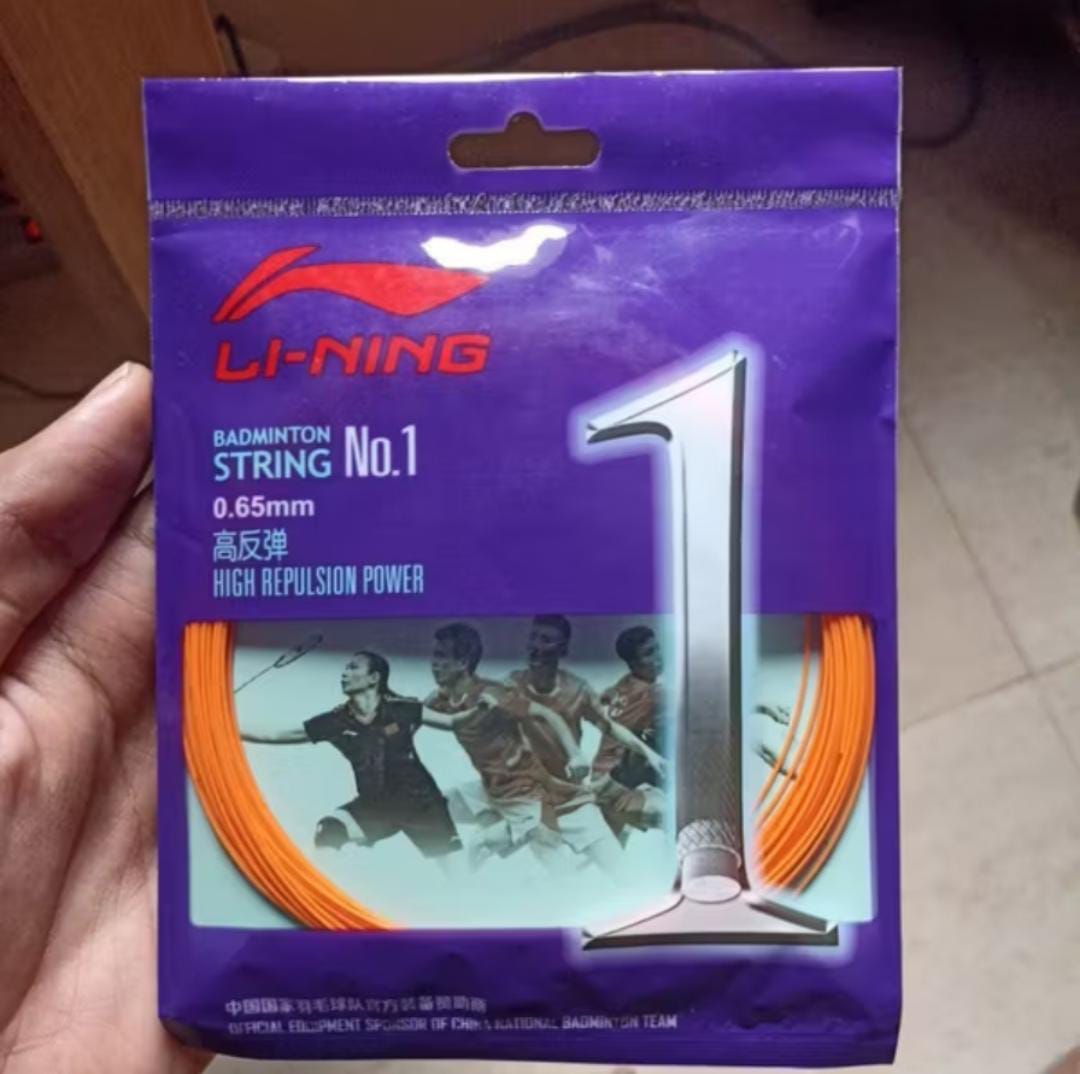 LI-NING
BADMINTON
STRING No.1
0.65mm
高反弹
HIGH REPULSION POWER
1
中国国家羽毛球队官方装备赞助商
OFFICIAL EQUIPMENT SPONSOR OF CHINA NATIONAL BADMINTON TEAM